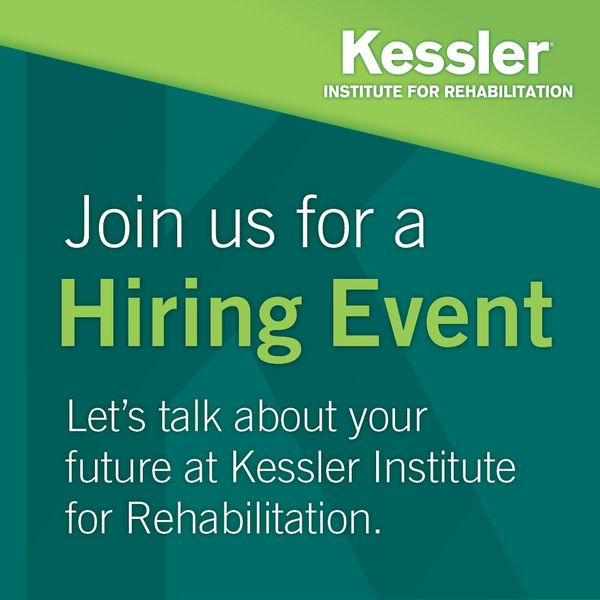 Kessler®
INSTITUTE FOR REHABILITATION
Join us for a
Hiring Event
Let's talk about your
future at Kessler Institute
for Rehabilitation.